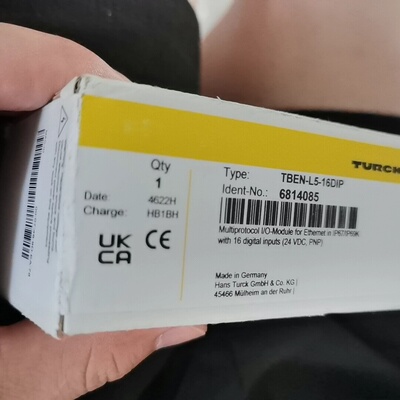 TURCK
Qty
1
Date: 4622H
Charge: HB1BH
UK
CA
CE
Type: TBEN-L5-16DIP
Ident-No.: 6814085
Multiprotocol I/O-Module for Ethernet in IP67/IP69K
with 16 digital inputs (24 VDC, PNP)
Made in Germany
Hans Turck GmbH & Co. KG /
45466 Mülheim an der Ruhr /